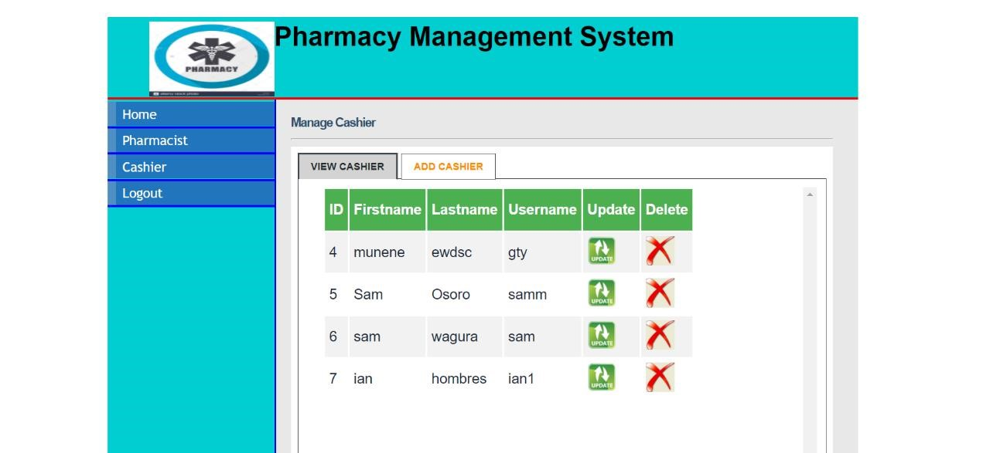 Pharmacy Management System
PHARMACY
Home
Pharmacist
Cashier
Logout
Manage Cashier
VIEW CASHIER ADD CASHIER
ID Firstname Lastname Username Update Delete
4 munene ewdsc gty UPDATE
5 Sam Osoro samm UPDATE
6 sam wagura sam UPDATE
7 ian hombres ian1 UPDATE